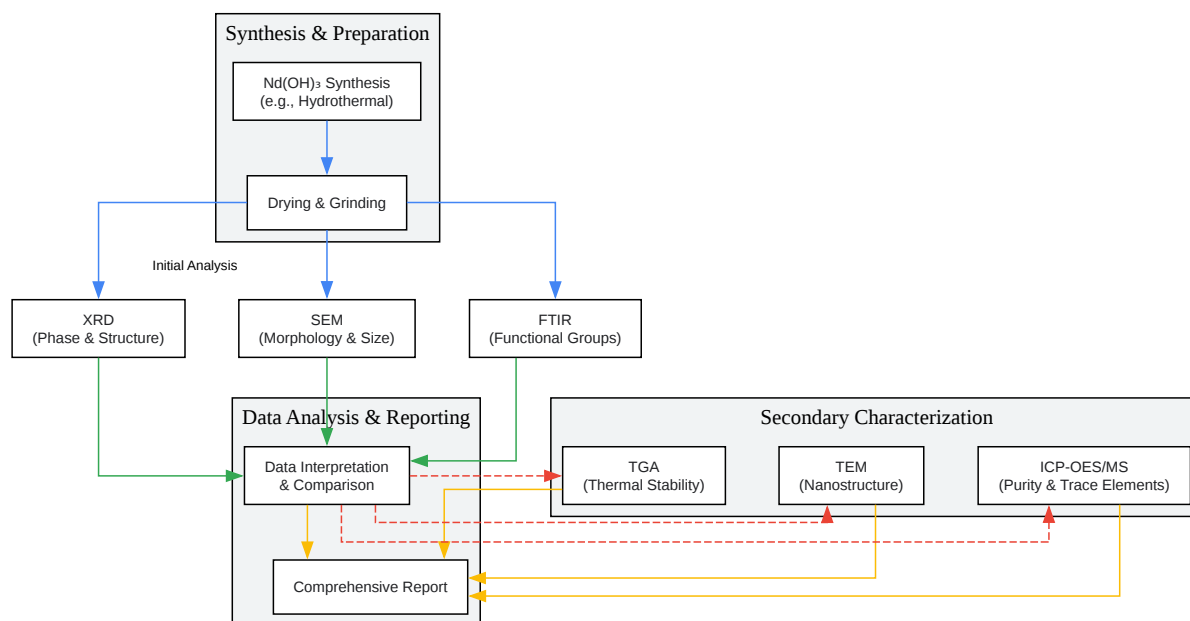 Synthesis & Preparation
Nd(OH)₃ Synthesis
(e.g., Hydrothermal)
Drying & Grinding
Initial Analysis
XRD
(Phase & Structure)
SEM
(Morphology & Size)
FTIR
(Functional Groups)
Data Analysis & Reporting
Data Interpretation
& Comparison
Comprehensive Report
Secondary Characterization
TGA
(Thermal Stability)
TEM
(Nanostructure)
ICP-OES/MS
(Purity & Trace Elements)